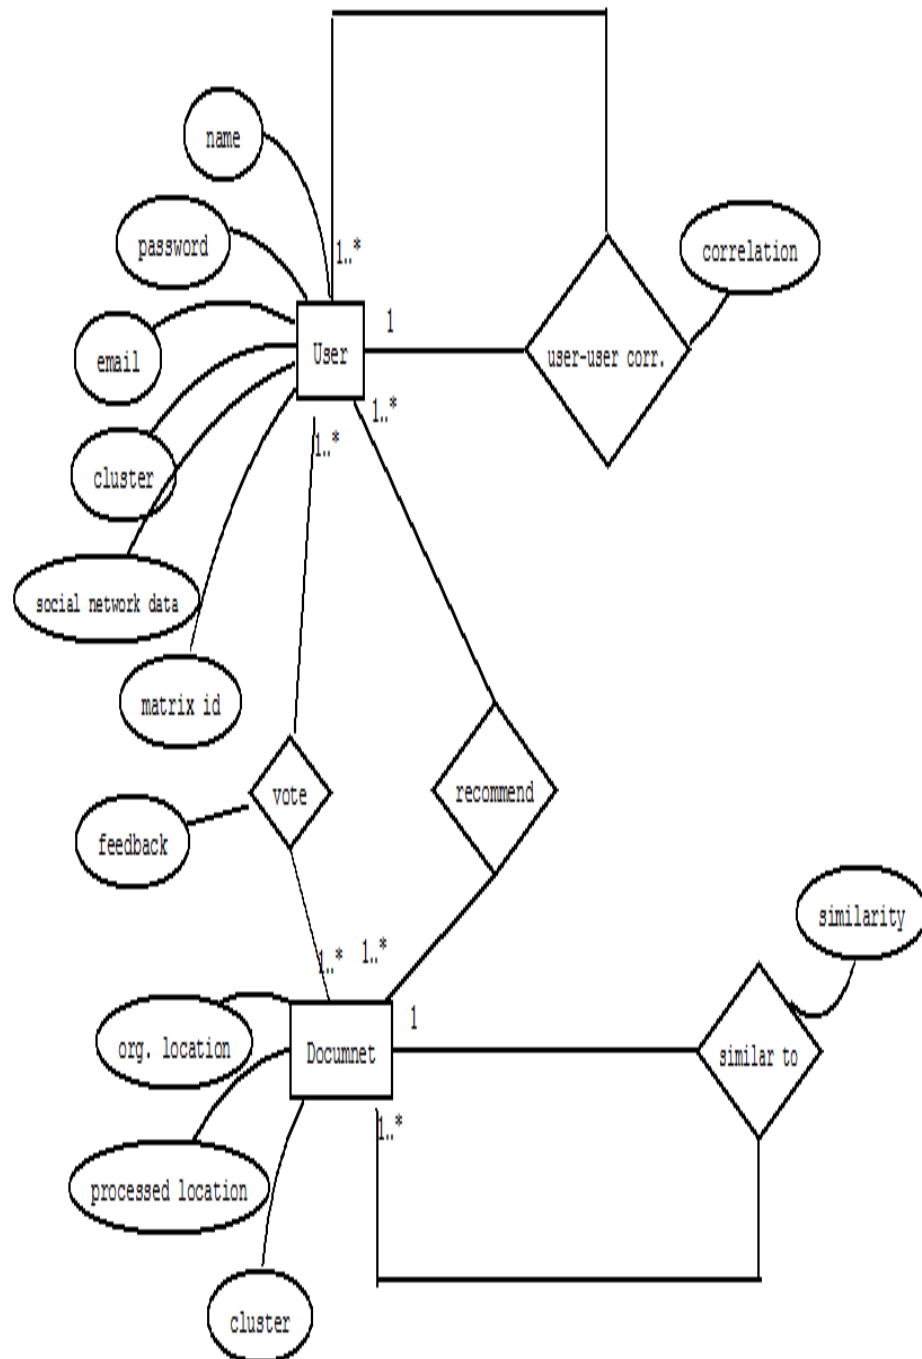 name
password
1..*
correlation
1
User
user-user corr.
email
1..*
1..*
cluster
social network data
matrix id
vote
recommend
feedback
similarity
1..*
1..*
1
org. location
Documnet
similar to
1..*
processed location
cluster